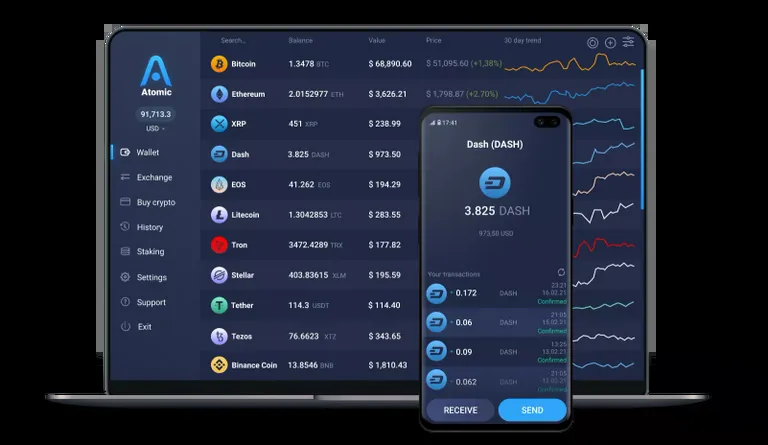 Search... Balance Value Price 30 day trend
Atomic
91,713.3
USD
Wallet
Exchange
Buy crypto
History
Staking
Settings
Support
Exit
Bitcoin 1.3478 BTC $ 68,890.60 $ 51,095.60 (+1,38%)
Ethereum 2.0152977 ETH $ 3,626.21 $ 1,798.87 (+2.70%)
XRP 451 XRP $ 238.99
Dash 3.825 DASH $ 973.50
EOS 41.262 EOS $ 194.29
Litecoin 1.3042853 LTC $ 283.55
Tron 3472.4289 TRX $ 177.82
Stellar 403.83615 XLM $ 195.59
Tether 114.3 USDT $ 114.40
Tezos 76.6623 XTZ $ 343.65
Binance Coin 13.8546 BNB $ 1,810.43
17:41
Dash (DASH)
3.825 DASH
973,50 USD
Your transactions
+ 0.172 DASH 23:21
16.02.21
Confirmed
+ 0.06 DASH 21:05
15.02.21
Confirmed
+ 0.09 DASH 13:25
13.02.21
Confirmed
+ 0.062 DASH 21:05
Confirmed
RECEIVE SEND